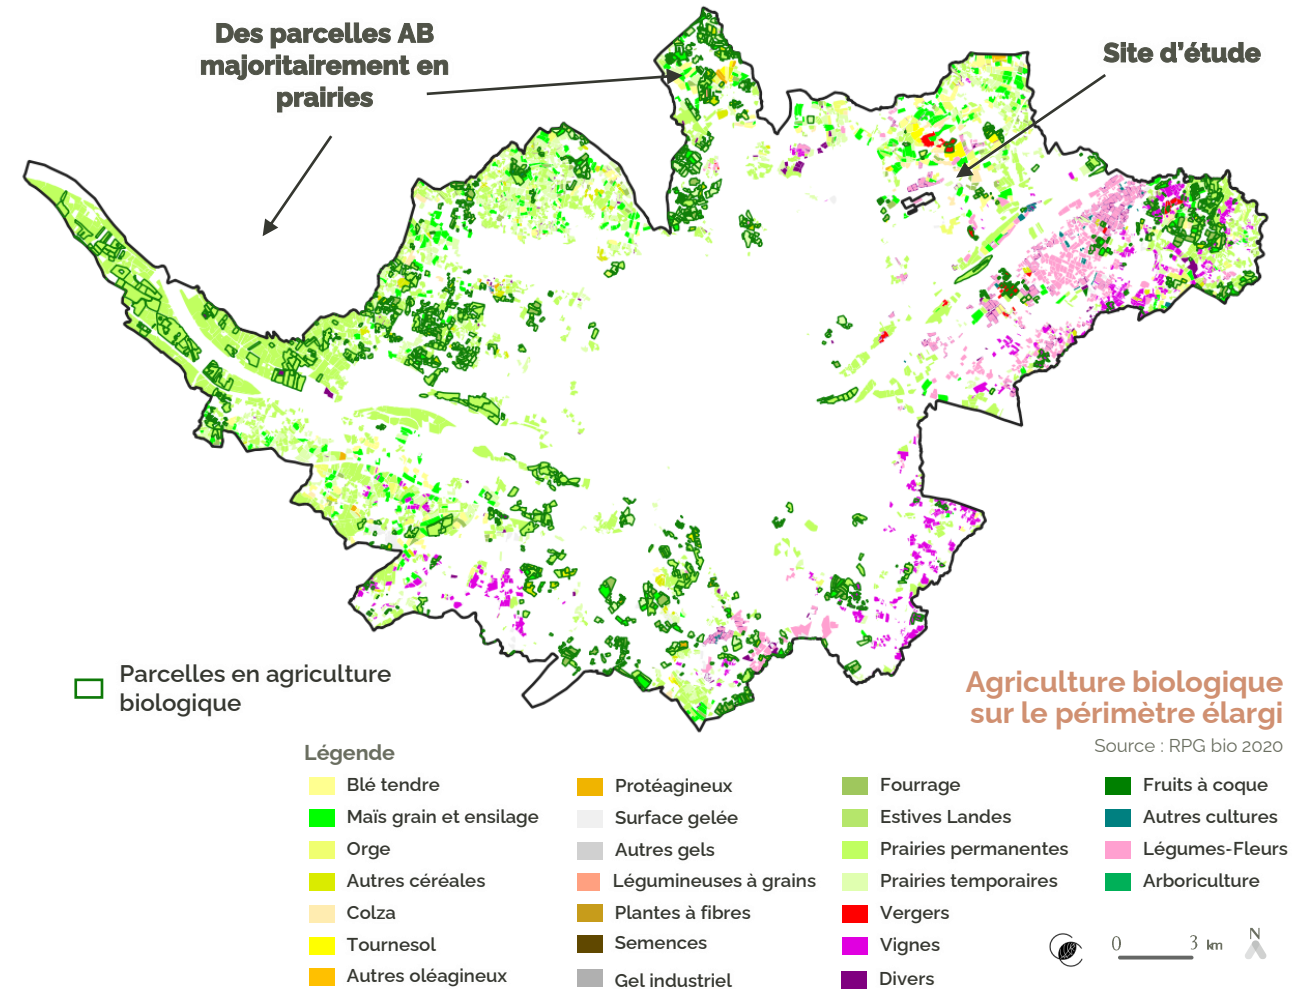 Des parcelles AB
majoritairement en
prairies
Site d’étude
Parcelles en agriculture
biologique
Agriculture biologique
sur le périmètre élargi
Source : RPG bio 2020
Légende
Blé tendre
Maïs grain et ensilage
Orge
Autres céréales
Colza
Tournesol
Autres oléagineux
Protéagineux
Surface gelée
Autres gels
Légumineuses à grains
Plantes à fibres
Semences
Gel industriel
Fourrage
Estives Landes
Prairies permanentes
Prairies temporaires
Vergers
Vignes
Divers
Fruits à coque
Autres cultures
Légumes-Fleurs
Arboriculture
0 3 km
N